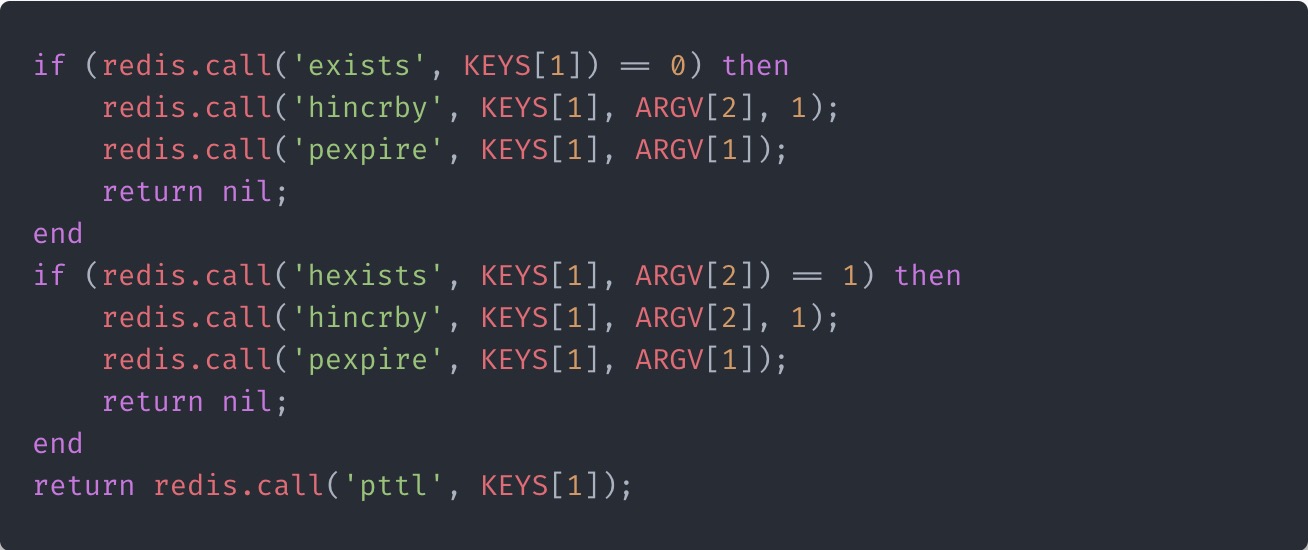 if (redis.call('exists', KEYS[1]) == 0) then
    redis.call('hincrby', KEYS[1], ARGV[2], 1);
    redis.call('pexpire', KEYS[1], ARGV[1]);
    return nil;
end
if (redis.call('hexists', KEYS[1], ARGV[2]) == 1) then
    redis.call('hincrby', KEYS[1], ARGV[2], 1);
    redis.call('pexpire', KEYS[1], ARGV[1]);
    return nil;
end
return redis.call('pttl', KEYS[1]);